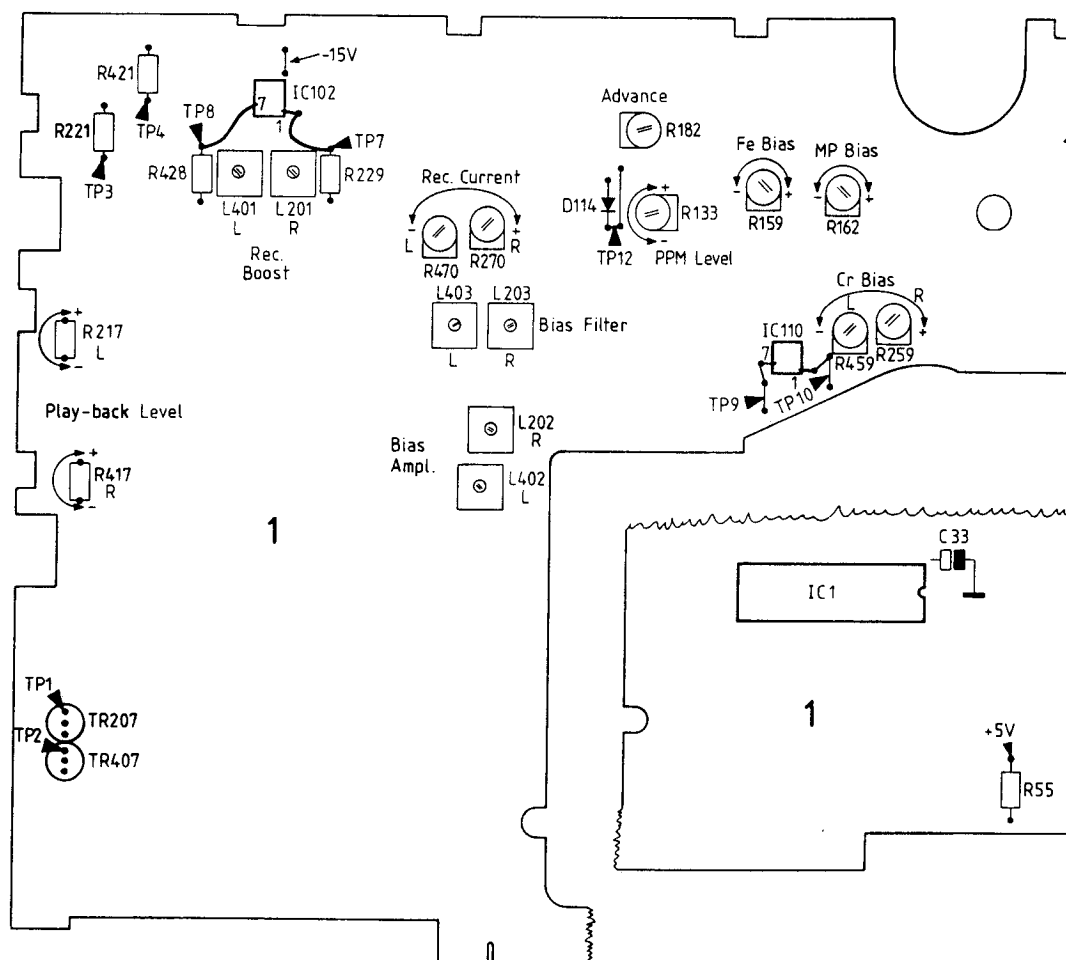 -15V
R421
IC102
7
1
TP8
TP4
R221
TP3
TP7
R428
R229
L401
L201
L
R
Rec.
Boost
Advance
R182
Fe Bias
MP Bias
- +
- +
R159
R162
Rec. Current
- +
L R
R470
R270
D114
+
R133
-
TP12
PPM Level
L403
L203
Bias Filter
L
R
Cr Bias
L R
- +
IC110
7
1
R459
R259
TP9
TP10
+
R217
L
-
Play-back Level
+
R417
R
-
L202
R
Bias
Ampl.
L402
L
1
C33
IC1
1
TP1
TR207
TP2
TR407
+5V
R55